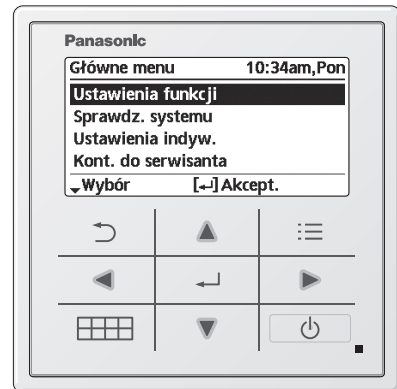 Panasonic
Główne menu 10:34am,Pon
Ustawienia funkcji
Sprawdz. systemu
Ustawienia indyw.
Kont. do serwisanta
Wybór [↵] Akcept.